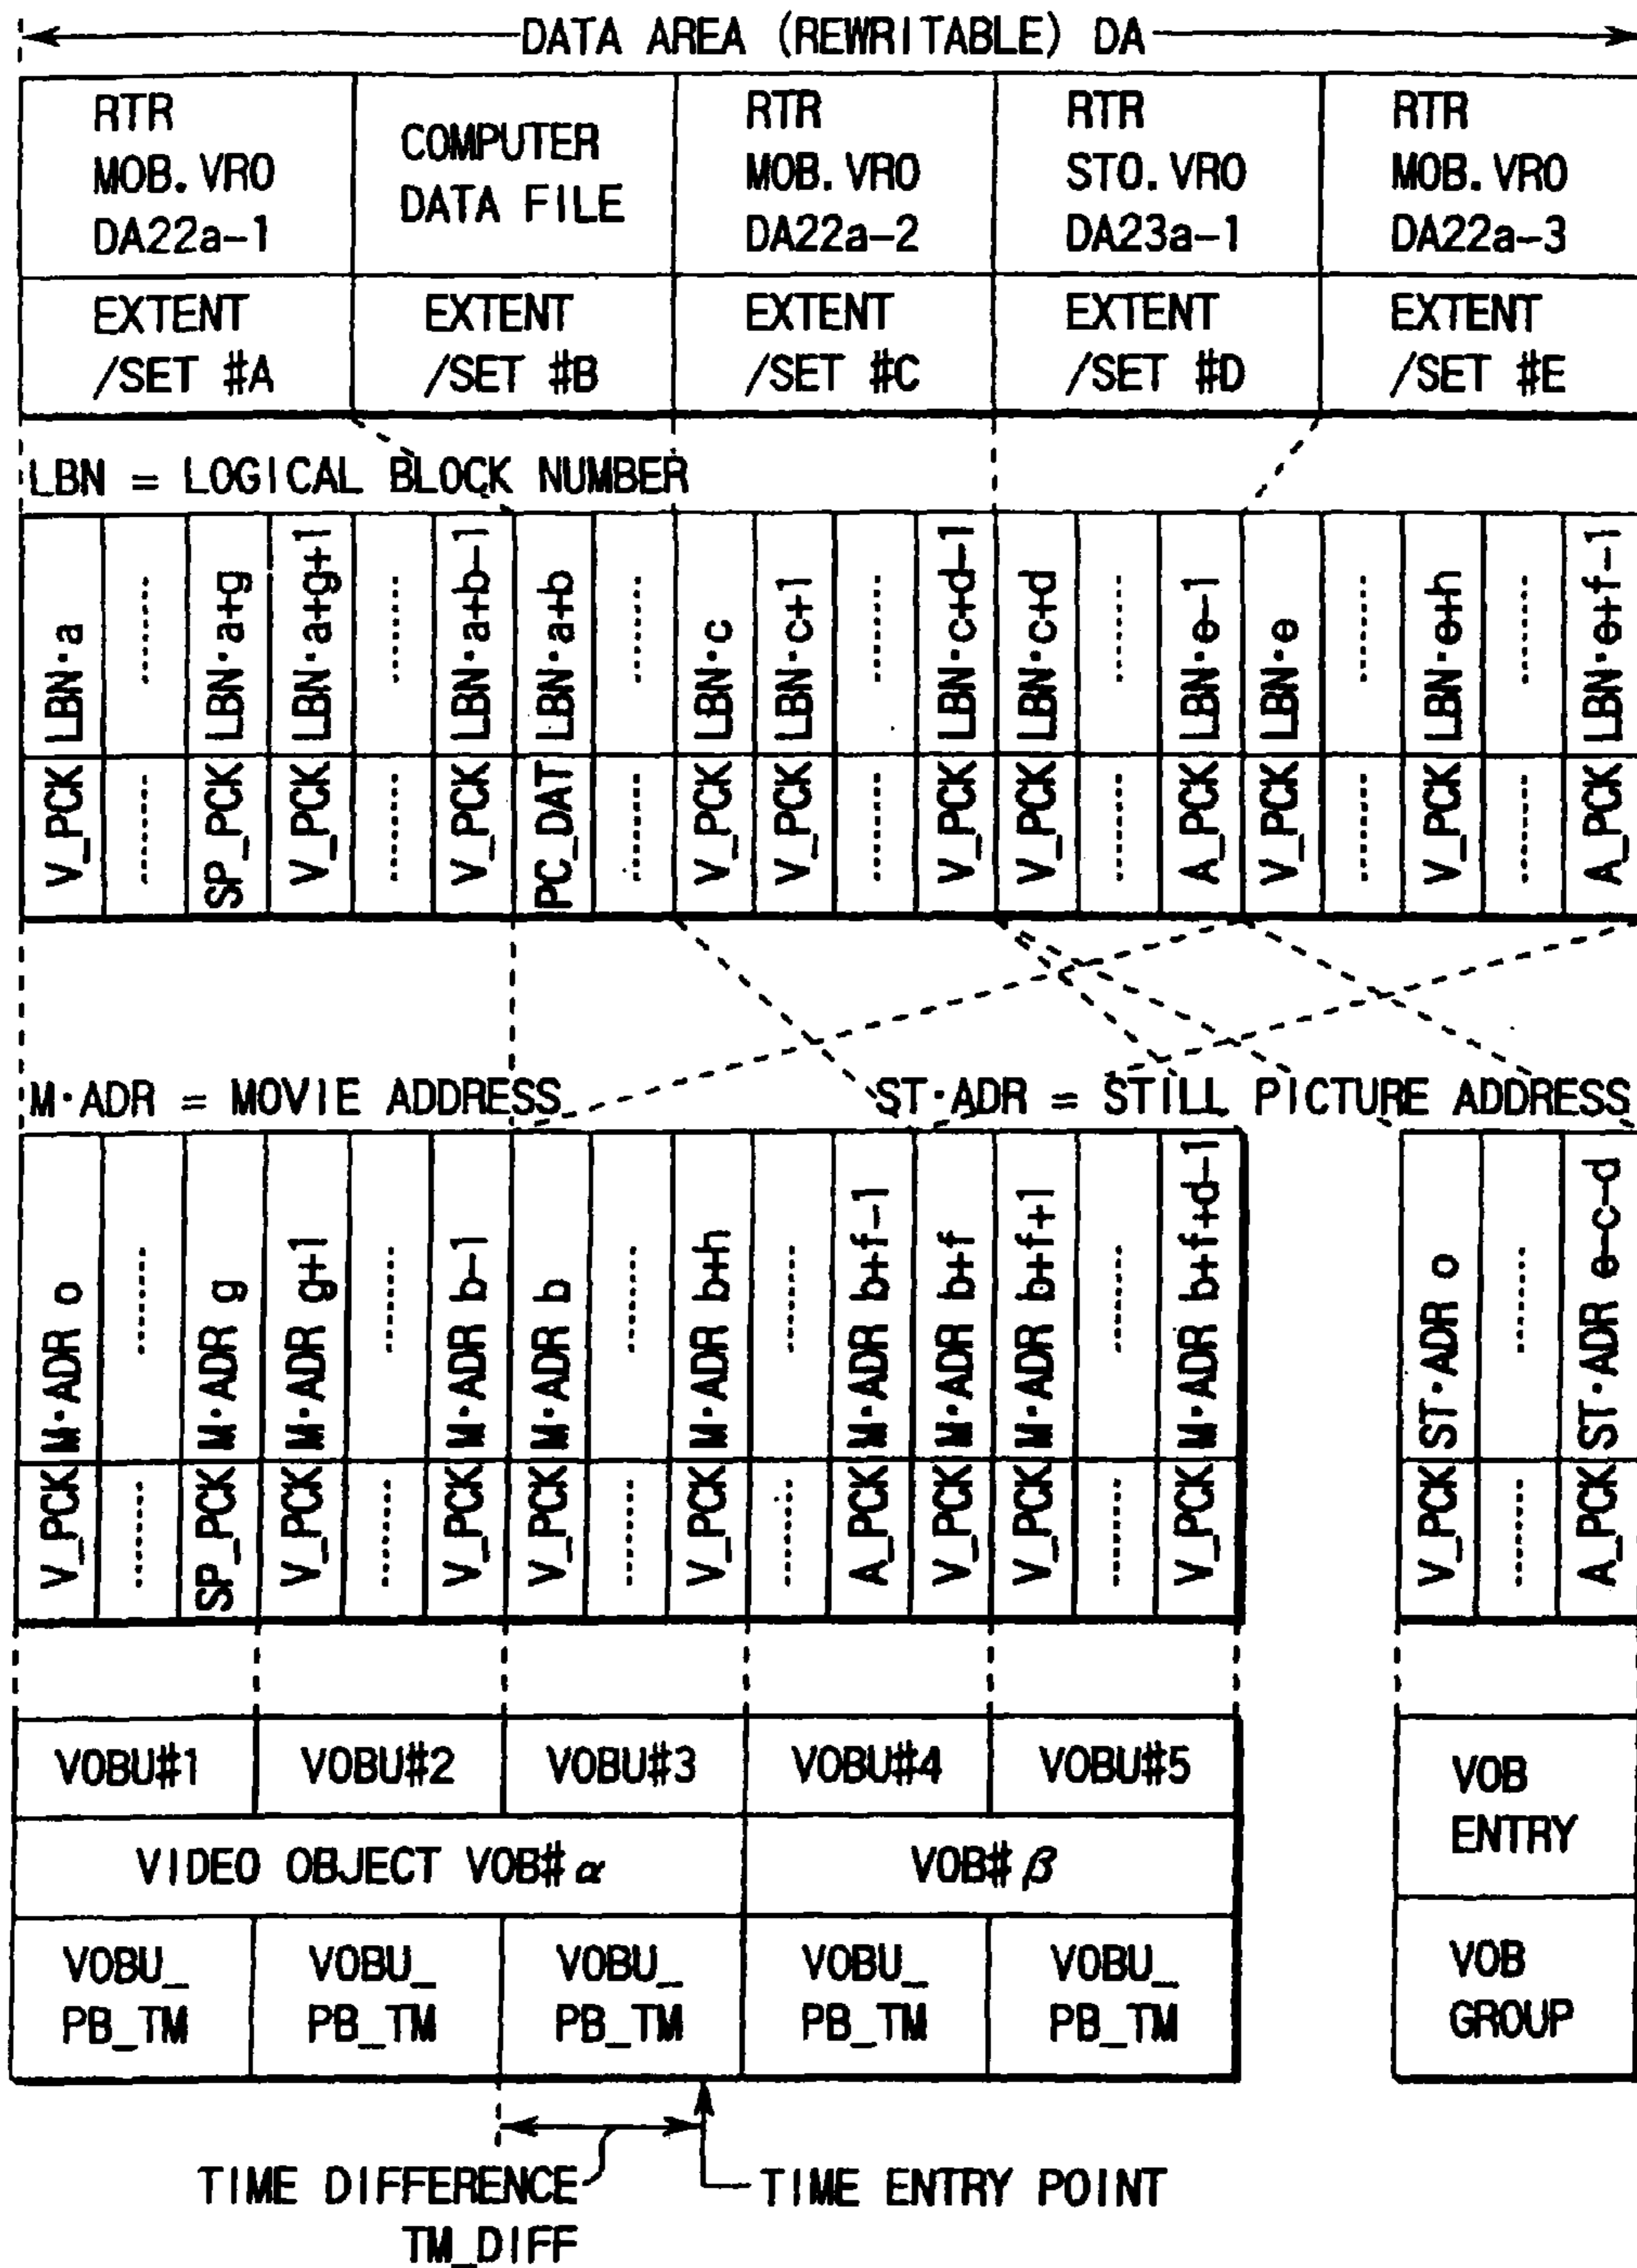 DATA AREA (REWRITABLE) DA
RTR MOB.VRO DA22a-1
COMPUTER DATA FILE
RTR MOB.VRO DA22a-2
RTR STO.VRO DA23a-1
RTR MOB.VRO DA22a-3
EXTENT /SET #A
EXTENT /SET #B
EXTENT /SET #C
EXTENT /SET #D
EXTENT /SET #E
LBN = LOGICAL BLOCK NUMBER
V_PCK LBN·a
........ ........
SP_PCK LBN·a+g
V_PCK LBN·a+g+1
........ ........
V_PCK LBN·a+b-1
PC_DAT LBN·a+b
........ ........
V_PCK LBN·c
V_PCK LBN·c+1
........ ........
V_PCK LBN·c+d-1
V_PCK LBN·c+d
........ ........
A_PCK LBN·e-1
V_PCK LBN·e
........ ........
V_PCK LBN·e+h
........ ........
A_PCK LBN·e+f-1
M·ADR = MOVIE ADDRESS
ST·ADR = STILL PICTURE ADDRESS
V_PCK M·ADR o
........ ........
SP_PCK M·ADR g
V_PCK M·ADR g+1
........ ........
V_PCK M·ADR b-1
V_PCK M·ADR b
........ ........
V_PCK M·ADR b+h
........ ........
A_PCK M·ADR b+f-1
V_PCK M·ADR b+f
V_PCK M·ADR b+f+1
........ ........
V_PCK M·ADR b+f+d-1
V_PCK ST·ADR o
........ ........
A_PCK ST·ADR e-c-d
VOBU#1
VOBU#2
VOBU#3
VOBU#4
VOBU#5
VOB ENTRY
VIDEO OBJECT VOB#α
VOB#β
VOBU_ PB_TM
VOBU_ PB_TM
VOBU_ PB_TM
VOBU_ PB_TM
VOBU_ PB_TM
VOB GROUP
TIME DIFFERENCE TM_DIFF
TIME ENTRY POINT